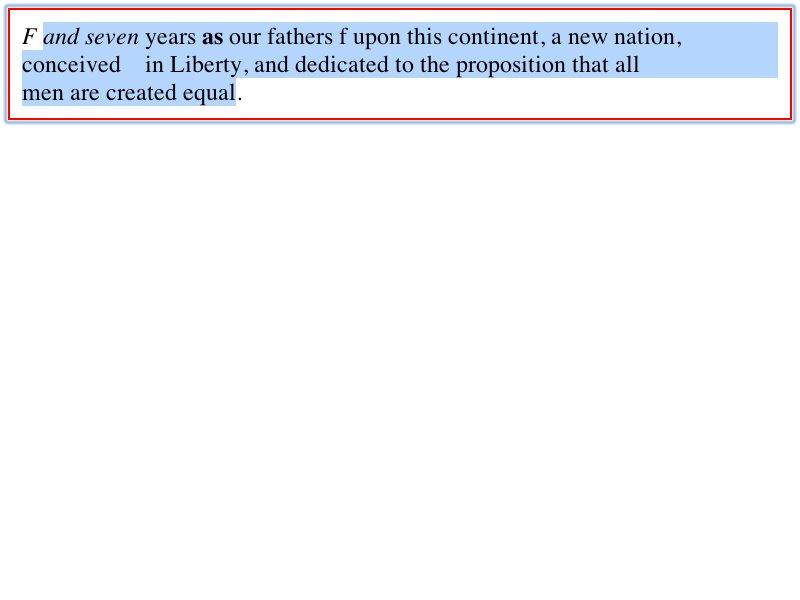 F and seven years as our fathers f upon this continent, a new nation,
conceived    in Liberty, and dedicated to the proposition that all
men are created equal.